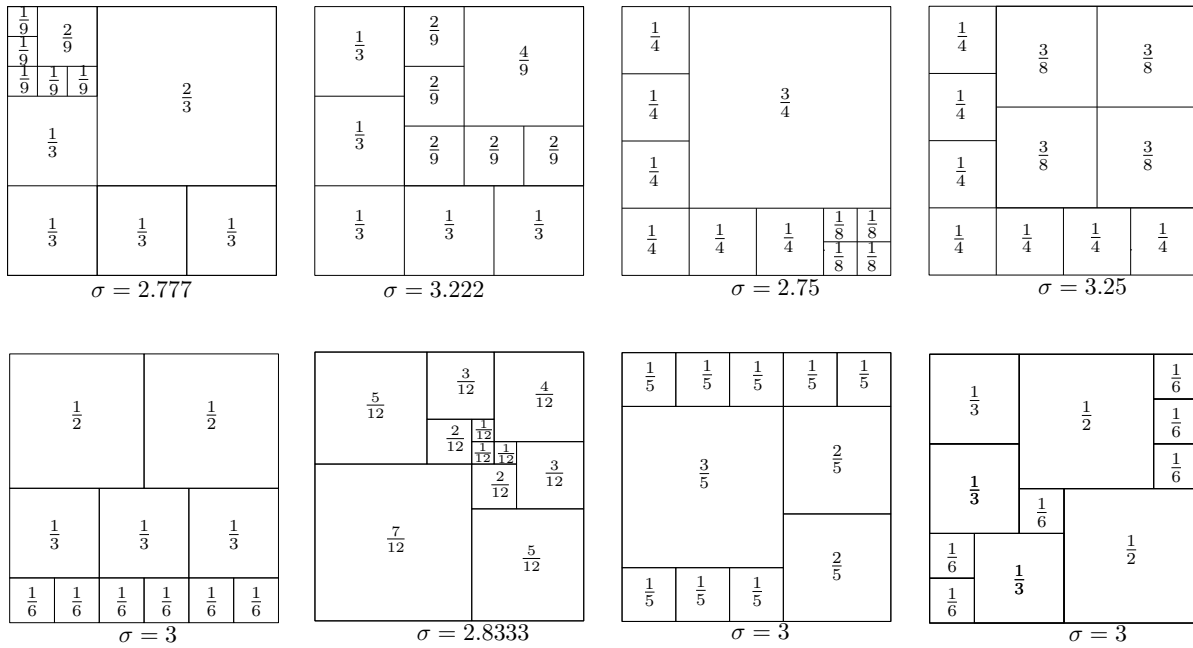 1/9 2/9
1/9 2/3
1/9 1/9 1/9
1/3
1/3 1/3 1/3
σ = 2.777
1/3 2/9 4/9
2/9
1/3 2/9 2/9 2/9
1/3 1/3 1/3
σ = 3.222
1/4
1/4 3/4
1/4
1/4 1/4 1/4 1/8 1/8
1/8 1/8
σ = 2.75
1/4 3/8 3/8
1/4
1/4 3/8 3/8
1/4 1/4 1/4 1/4
σ = 3.25
1/2 1/2
1/3 1/3 1/3
1/6 1/6 1/6 1/6 1/6 1/6
σ = 3
5/12 3/12 4/12
2/12 1/12
1/12 1/12 3/12
2/12
7/12 5/12
σ = 2.8333
1/5 1/5 1/5 1/5 1/5
3/5 2/5
2/5
1/5 1/5 1/5
σ = 3
1/3 1/2 1/6
1/6
1/3 1/6
1/6
1/6 1/3 1/2
1/6
σ = 3